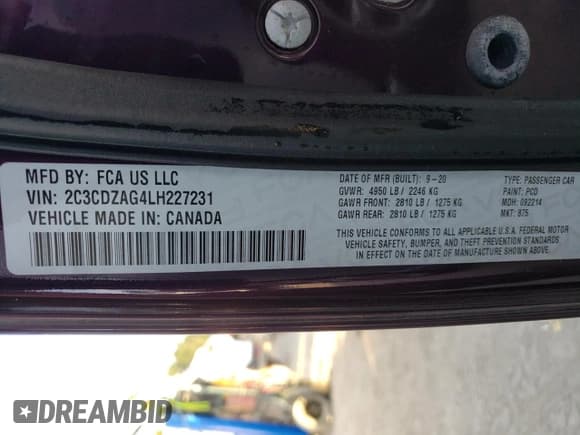 MFD BY: FCA US LLC
VIN: 2C3CDZAG4LH227231
VEHICLE MADE IN: CANADA
DATE OF MFR (BUILT): 9-20
GVWR: 4950 LB / 2246 KG
GAWR FRONT: 2810 LB / 1275 KG
GAWR REAR: 2810 LB / 1275 KG
TYPE: PASSENGER CAR
PAINT: PCD
MDH: 092214
MKT: 875
THIS VEHICLE CONFORMS TO ALL APPLICABLE U.S.A. FEDERAL MOTOR
VEHICLE SAFETY, BUMPER, AND THEFT PREVENTION STANDARDS
IN EFFECT ON THE DATE OF MANUFACTURE SHOWN ABOVE.
DREAMBID